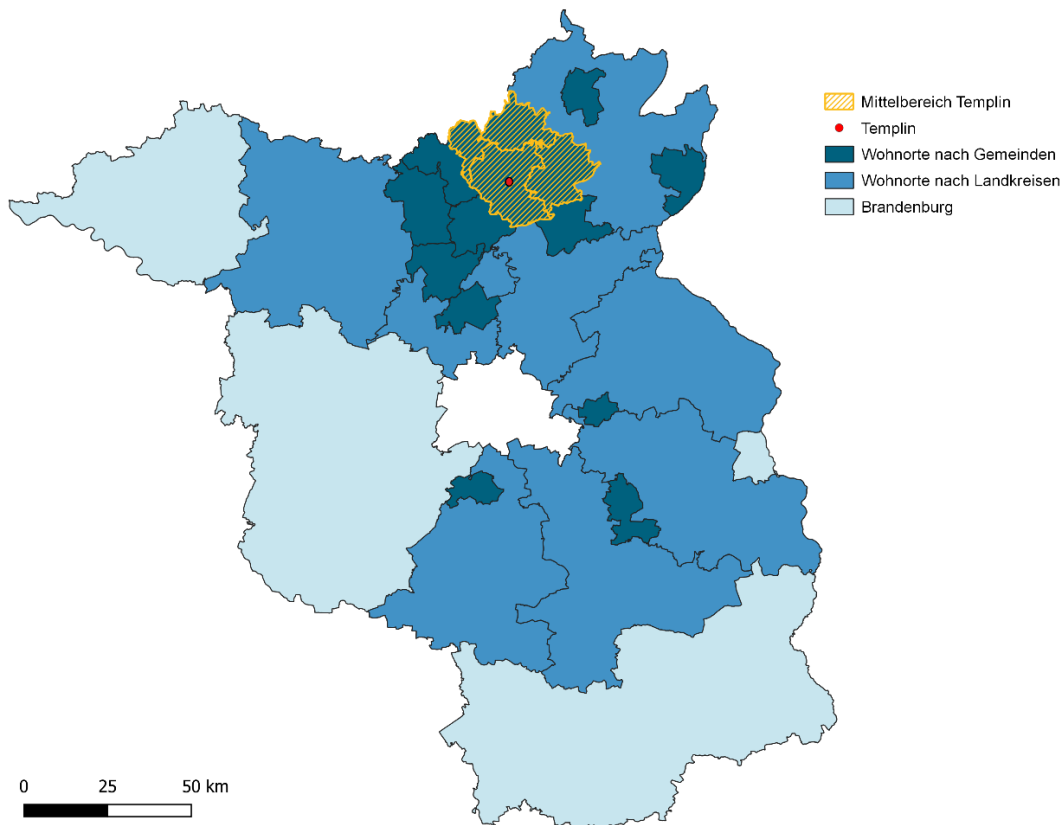 Mittelbereich Templin
Templin
Wohnorte nach Gemeinden
Wohnorte nach Landkreisen
Brandenburg
0 25 50 km